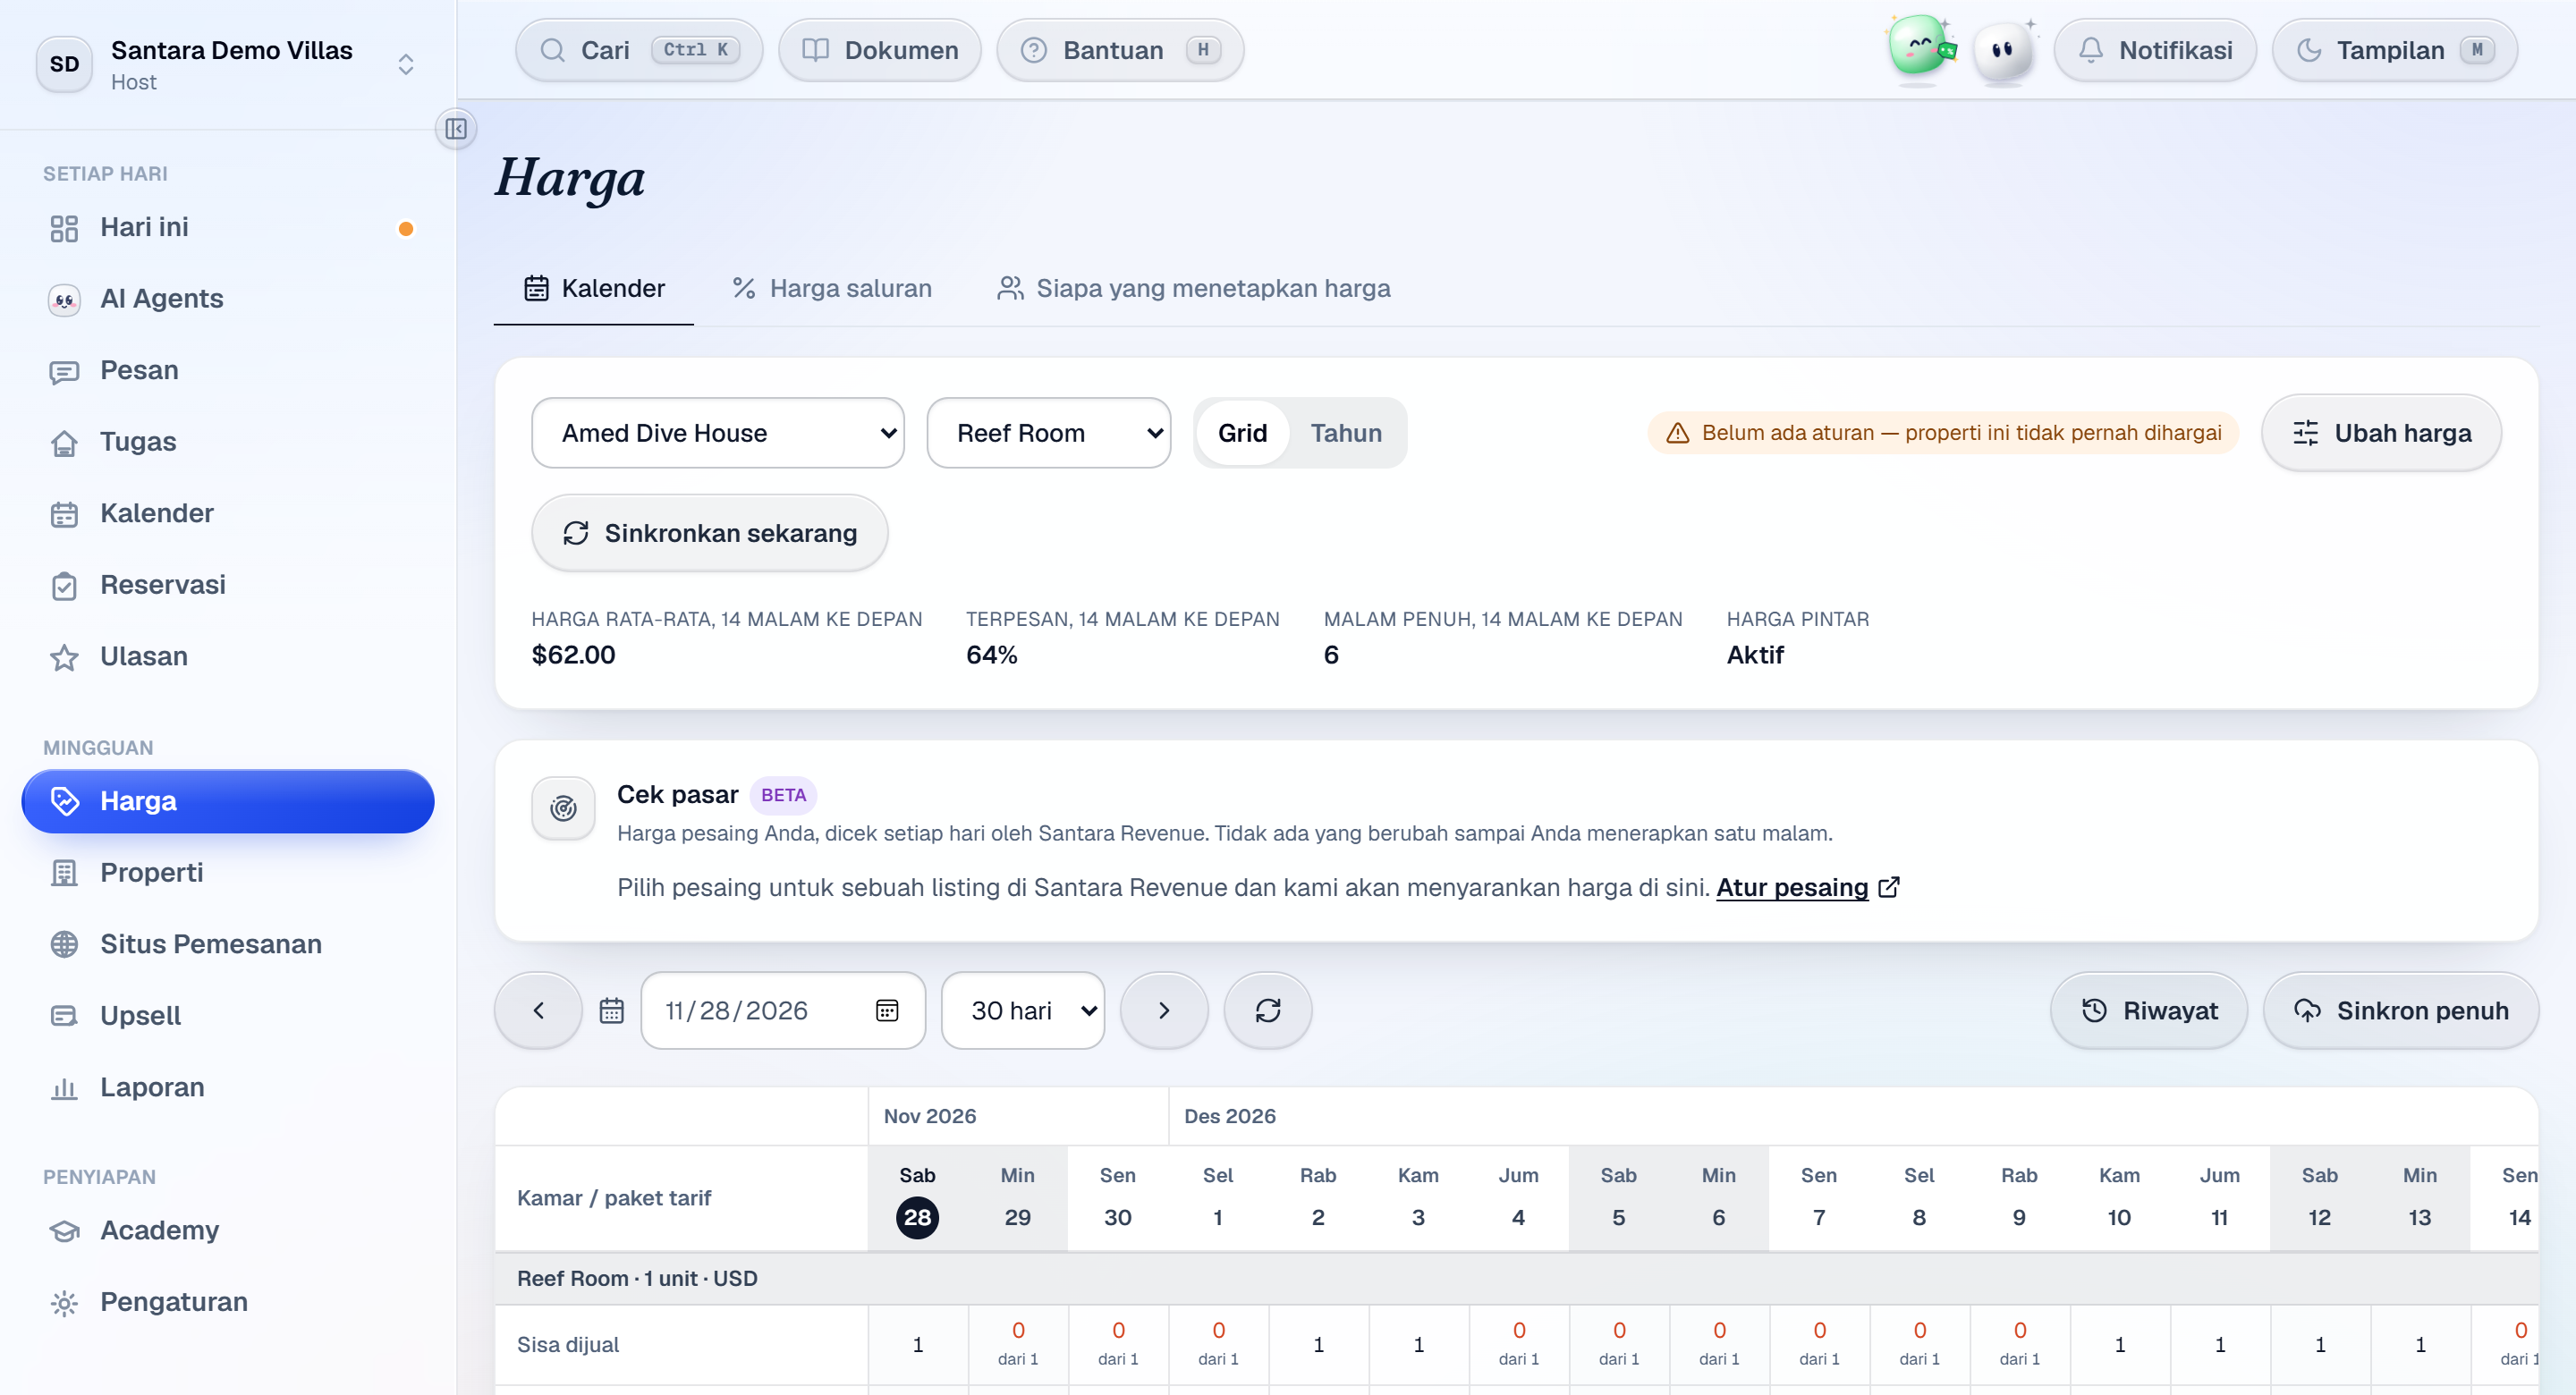 SD
Santara Demo Villas
Host
Cari Ctrl K
Dokumen
Bantuan H
Notifikasi
Tampilan M
SETIAP HARI
Hari ini
AI Agents
Pesan
Tugas
Kalender
Reservasi
Ulasan
MINGGUAN
Harga
Properti
Situs Pemesanan
Upsell
Laporan
PENYIAPAN
Academy
Pengaturan
Harga
Kalender
Harga saluran
Siapa yang menetapkan harga
Amed Dive House
Reef Room
Grid Tahun
Belum ada aturan — properti ini tidak pernah dihargai
Ubah harga
Sinkronkan sekarang
HARGA RATA-RATA, 14 MALAM KE DEPAN
$62.00
TERPESAN, 14 MALAM KE DEPAN
64%
MALAM PENUH, 14 MALAM KE DEPAN
6
HARGA PINTAR
Aktif
Cek pasar BETA
Harga pesaing Anda, dicek setiap hari oleh Santara Revenue. Tidak ada yang berubah sampai Anda menerapkan satu malam.
Pilih pesaing untuk sebuah listing di Santara Revenue dan kami akan menyarankan harga di sini. Atur pesaing
11/28/2026
30 hari
Riwayat
Sinkron penuh
Nov 2026 Des 2026
Kamar / paket tarif
Sab Min Sen Sel Rab Kam Jum Sab Min Sen Sel Rab Kam Jum Sab Min Sen
28 29 30 1 2 3 4 5 6 7 8 9 10 11 12 13 14
Reef Room · 1 unit · USD
Sisa dijual
1 0 0 0 1 1 0 0 0 0 0 0 1 1 1 1 0
dari 1 dari 1 dari 1 dari 1 dari 1 dari 1 dari 1 dari 1 dari 1 dari 1